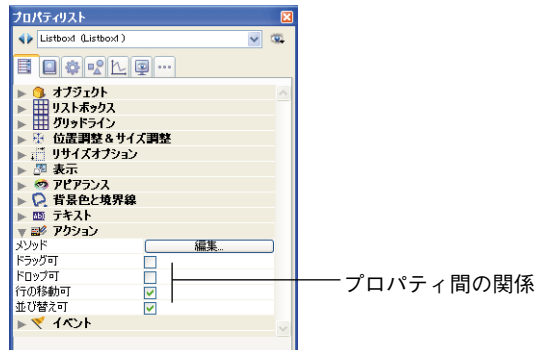 プロパティリスト
Listbox1 (Listbox1)
オブジェクト
リストボックス
グリッドライン
位置調整&サイズ調整
リサイズオプション
表示
アピアランス
背景色と境界線
テキスト
アクション
メソッド 編集...
ドラッグ可
ドロップ可
行の移動可
並び替え可
イベント
プロパティ間の関係